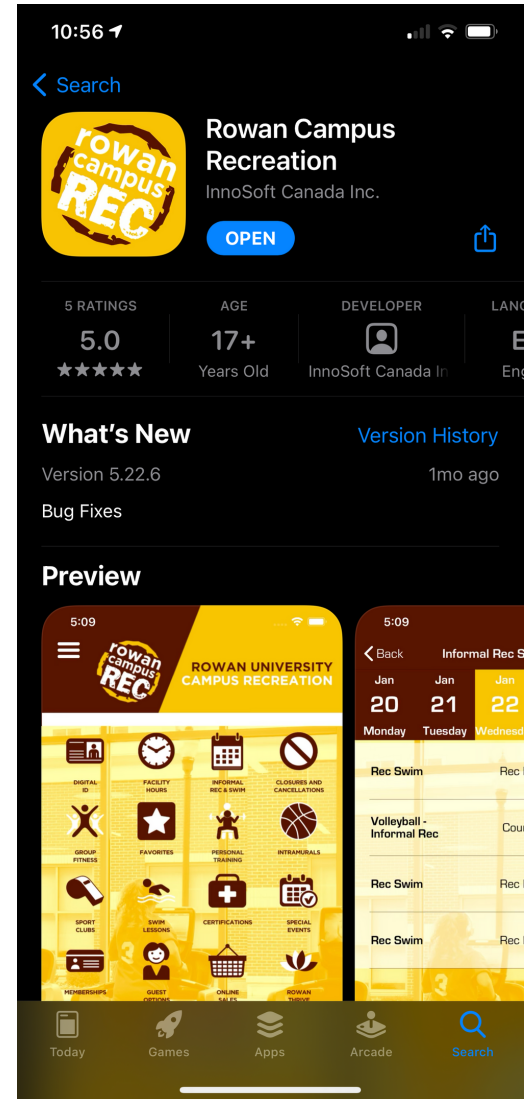 10:56
Search
rowan
campus
REC
Rowan Campus
Recreation
InnoSoft Canada Inc.
OPEN
5 RATINGS
AGE
DEVELOPER
5.0
17+
Years Old
InnoSoft Canada In
Eng
What's New
Version History
Version 5.22.6
1mo ago
Bug Fixes
Preview
5:09
rowan
campus
REC
ROWAN UNIVERSITY
CAMPUS RECREATION
DIGITAL
ID
FACILITY
HOURS
INFORMAL
REC & SWIM
CLOSURES AND
CANCELLATIONS
GROUP
FITNESS
FAVORITES
PERSONAL
TRAINING
INTRAMURALS
SPORT
CLUBS
SWIM
LESSONS
CERTIFICATIONS
SPECIAL
EVENTS
MEMBERSHIPS
GUEST
OPTIONS
ONLINE
SALES
ROWAN
THRIVE
5:09
Back
Informal Rec S
Jan
Jan
Jan
20
21
22
Monday
Tuesday
Wednesd
Rec Swim
Rec
Volleyball -
Informal Rec
Cour
Rec Swim
Rec
Rec Swim
Rec
Today
Games
Apps
Arcade
Search